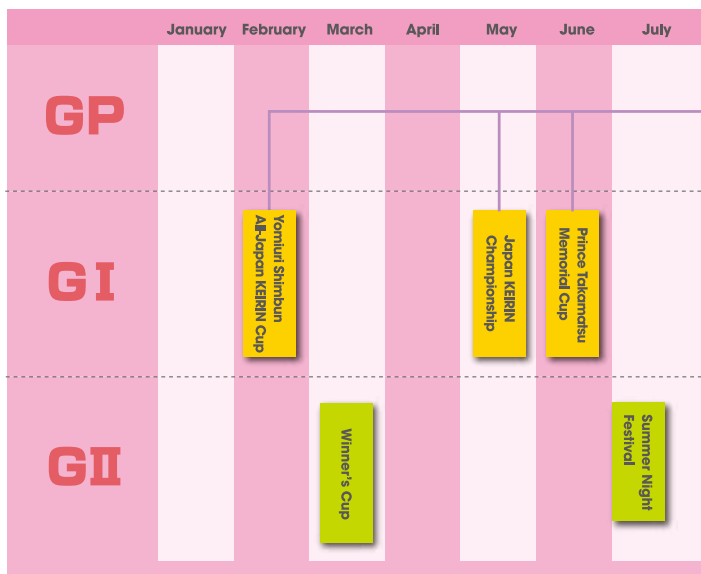 January February March April May June July
GP
GI
Yomiuri Shimbun
All-Japan KEIRIN Cup
Japan KEIRIN
Championship
Prince Takamatsu
Memorial Cup
GII
Winner's Cup
Summer Night
Festival